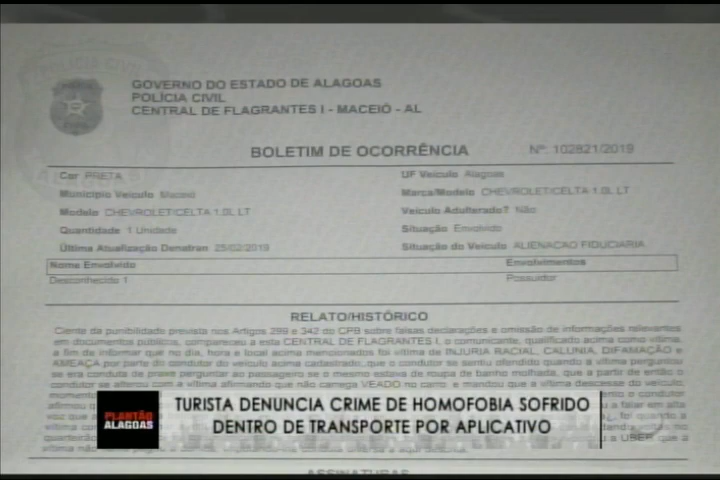 GOVERNO DO ESTADO DE ALAGOAS
POLÍCIA CIVIL
CENTRAL DE FLAGRANTES I - MACEIÓ - AL
BOLETIM DE OCORRÊNCIA Nº: 102821/2019
Cor PRETA UF Veículo Alagoas
Município Veículo Maceió Marca/Modelo CHEVROLET/CELTA 1.0L LT
Modelo CHEVROLET/CELTA 1.0L LT Veículo Adulterado? Não
Quantidade 1 Unidade Situação Envolvido
Última Atualização Denatran 25/02/2019 Situação do Veículo ALIENACAO FIDUCIARIA
Nome Envolvido Envolvimentos
Desconhecido 1 Possuidor
RELATO/HISTÓRICO
Ciente da punibilidade prevista nos Artigos 299 e 342 do CPB sobre falsas declarações e omissão de informações relevantes
em documentos públicos, compareceu a esta CENTRAL DE FLAGRANTES I, o comunicante, qualificado acima como vítima,
a fim de informar que no dia, hora e local acima mencionados foi vítima de INJURIA RACIAL, CALUNIA, DIFAMAÇÃO e
AMEAÇA por parte do condutor do veículo acima cadastrado, que o condutor se sentiu ofendido quando a vítima perguntou
se era conduta da empresar perguntar ao passageiro se o mesmo estava de roupa de banho molhada, que a partir de então o
condutor se alterou com a vítima afirmando que não carrega VEADO no carro e mandou que a vítima descesse do veículo,
PLANTÃO
ALAGOAS
TURISTA DENUNCIA CRIME DE HOMOFOBIA SOFRIDO
DENTRO DE TRANSPORTE POR APLICATIVO
ASSINATURAS